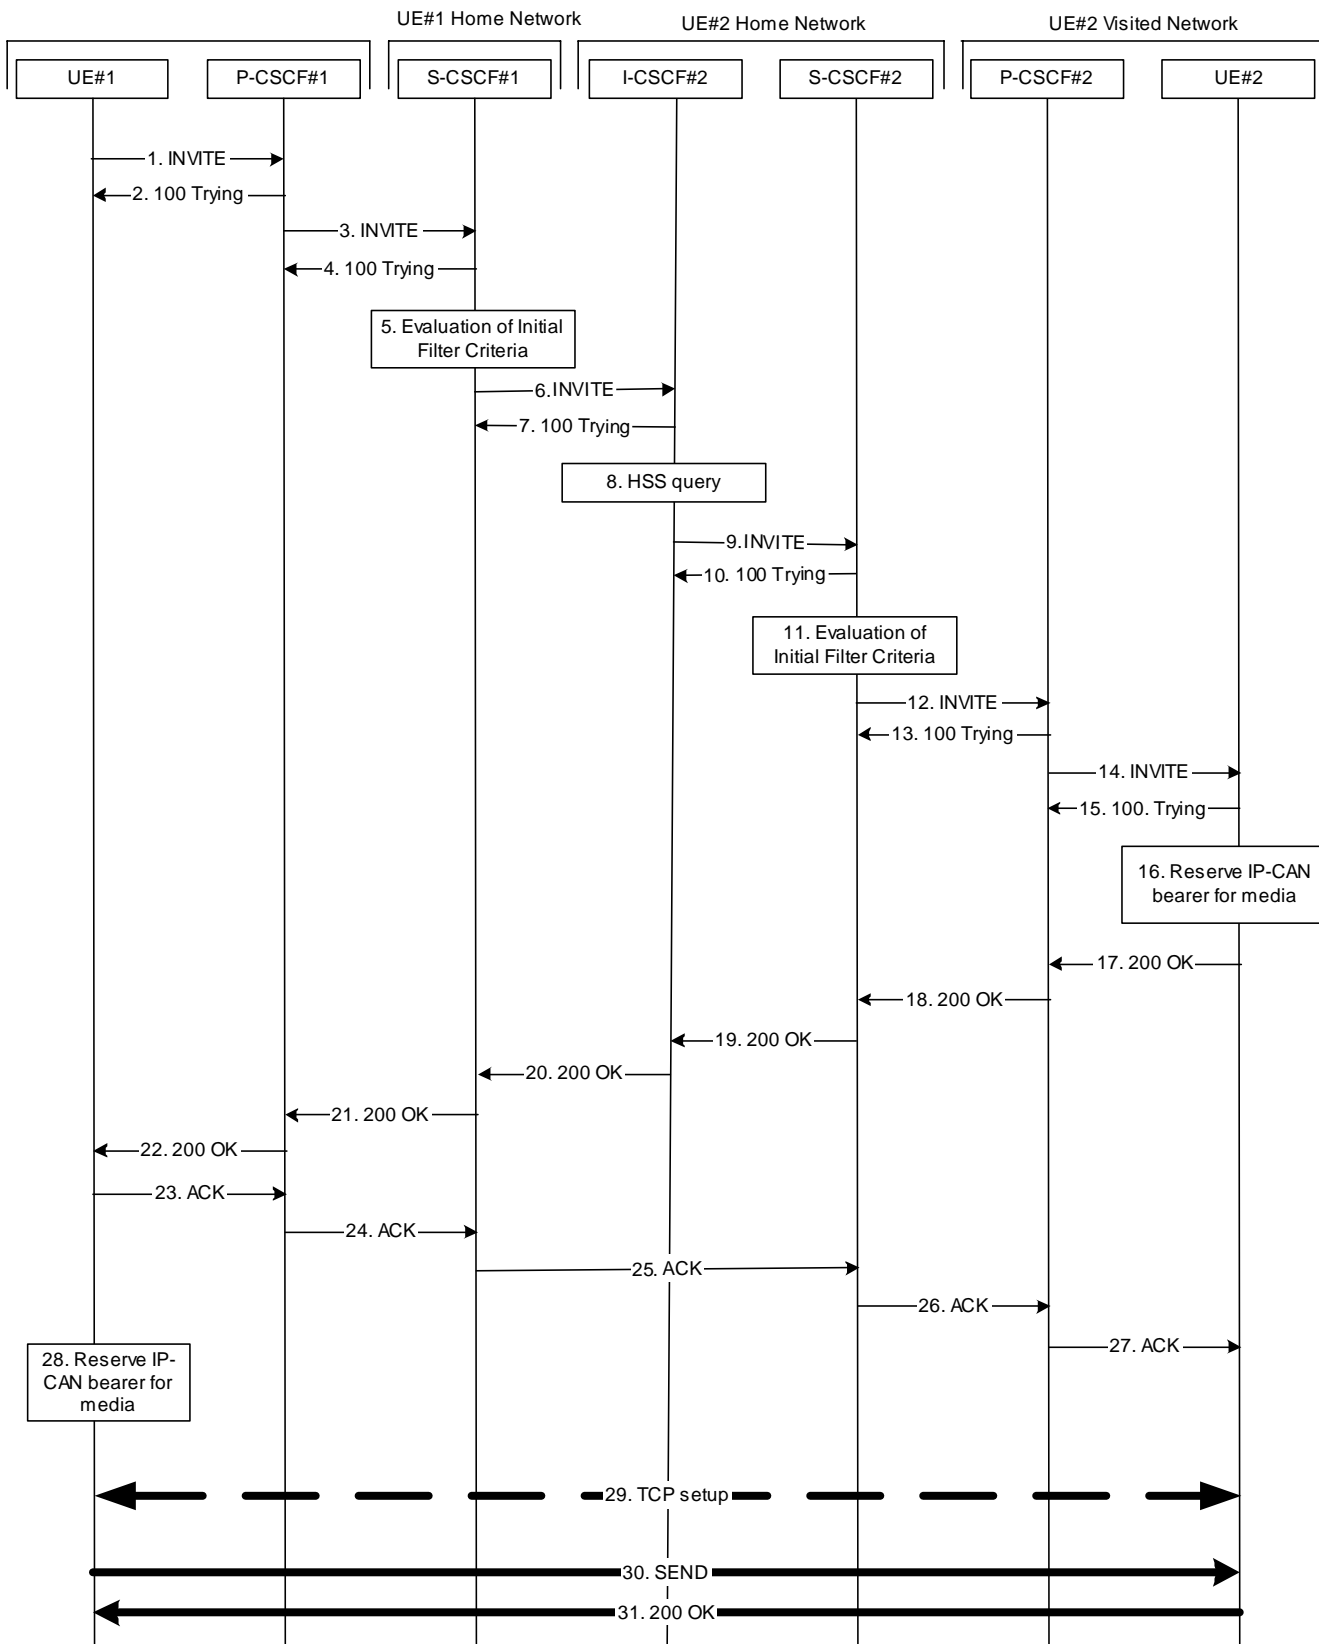 UE#1 Home Network
UE#2 Home Network
UE#2 Visited Network
UE#1
P-CSCF#1
S-CSCF#1
I-CSCF#2
S-CSCF#2
P-CSCF#2
UE#2
1. INVITE
2. 100 Trying
3. INVITE
4. 100 Trying
5. Evaluation of Initial
Filter Criteria
6.INVITE
7. 100 Trying
8. HSS query
9.INVITE
10. 100 Trying
11. Evaluation of
Initial Filter Criteria
12. INVITE
13. 100 Trying
14. INVITE
15. 100. Trying
16. Reserve IP-CAN
bearer for media
17. 200 OK
18. 200 OK
19. 200 OK
20. 200 OK
21. 200 OK
22. 200 OK
23. ACK
24. ACK
25. ACK
26. ACK
27. ACK
28. Reserve IP-
CAN bearer for
media
29. TCP setup
30. SEND
31. 200 OK